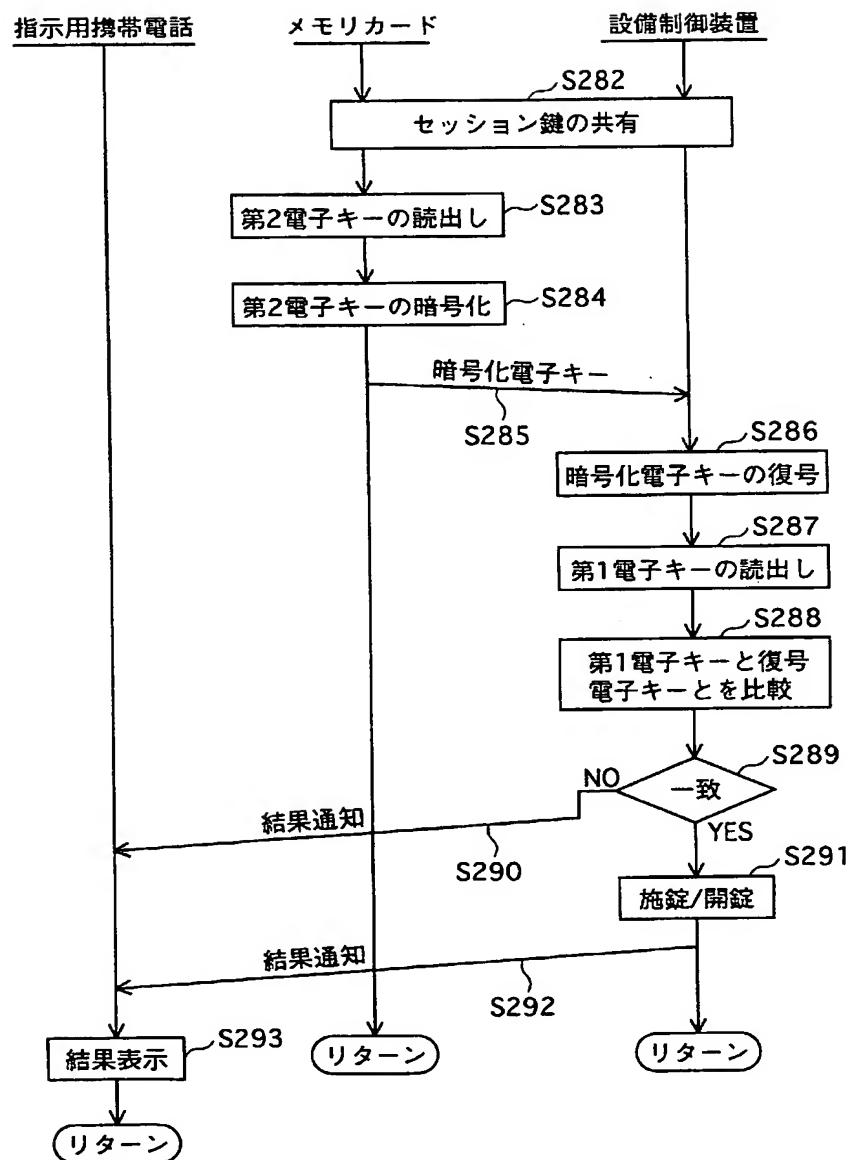 指示用携帯電話
メモリカード
設備制御装置
S282
セッション鍵の共有
S283
第2電子キーの読出し
S284
第2電子キーの暗号化
暗号化電子キー
S285
S286
暗号化電子キーの復号
S287
第1電子キーの読出し
S288
第1電子キーと復号
電子キーとを比較
S289
NO
一致
結果通知
YES
S290
S291
施錠/開錠
結果通知
S292
S293
結果表示
リターン
リターン
リターン